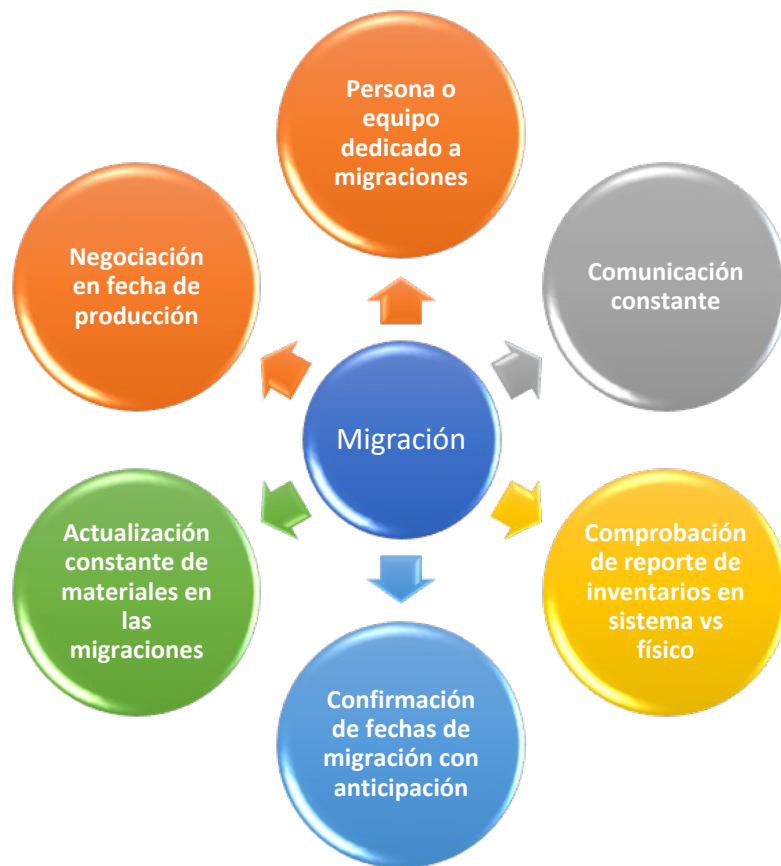 Persona o
equipo
dedicado a
migraciones
Comunicación
constante
Comprobación
de reporte de
inventarios en
sistema vs
físico
Confirmación
de fechas de
migración con
anticipación
Actualización
constante de
materiales en
las
migraciones
Negociación
en fecha de
producción
Migración